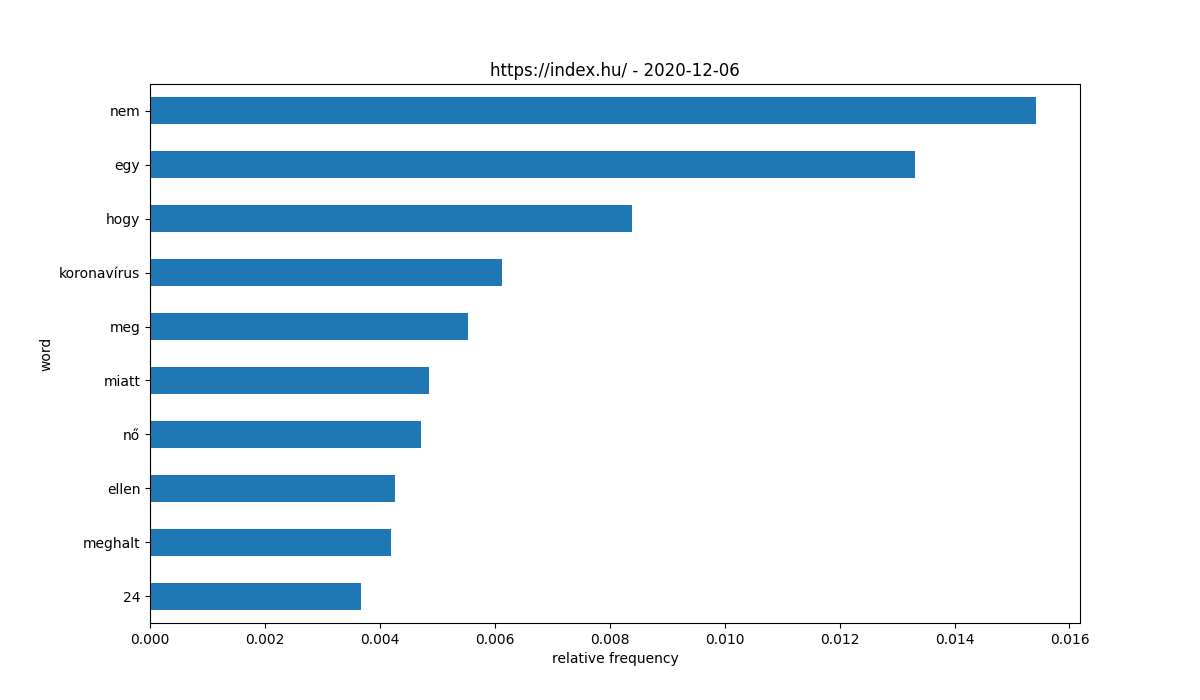 https://index.hu/ - 2020-12-06
nem
egy
hogy
koronavírus
meg
miatt
nő
ellen
meghalt
24
word
0.000 0.002 0.004 0.006 0.008 0.010 0.012 0.014 0.016
relative frequency